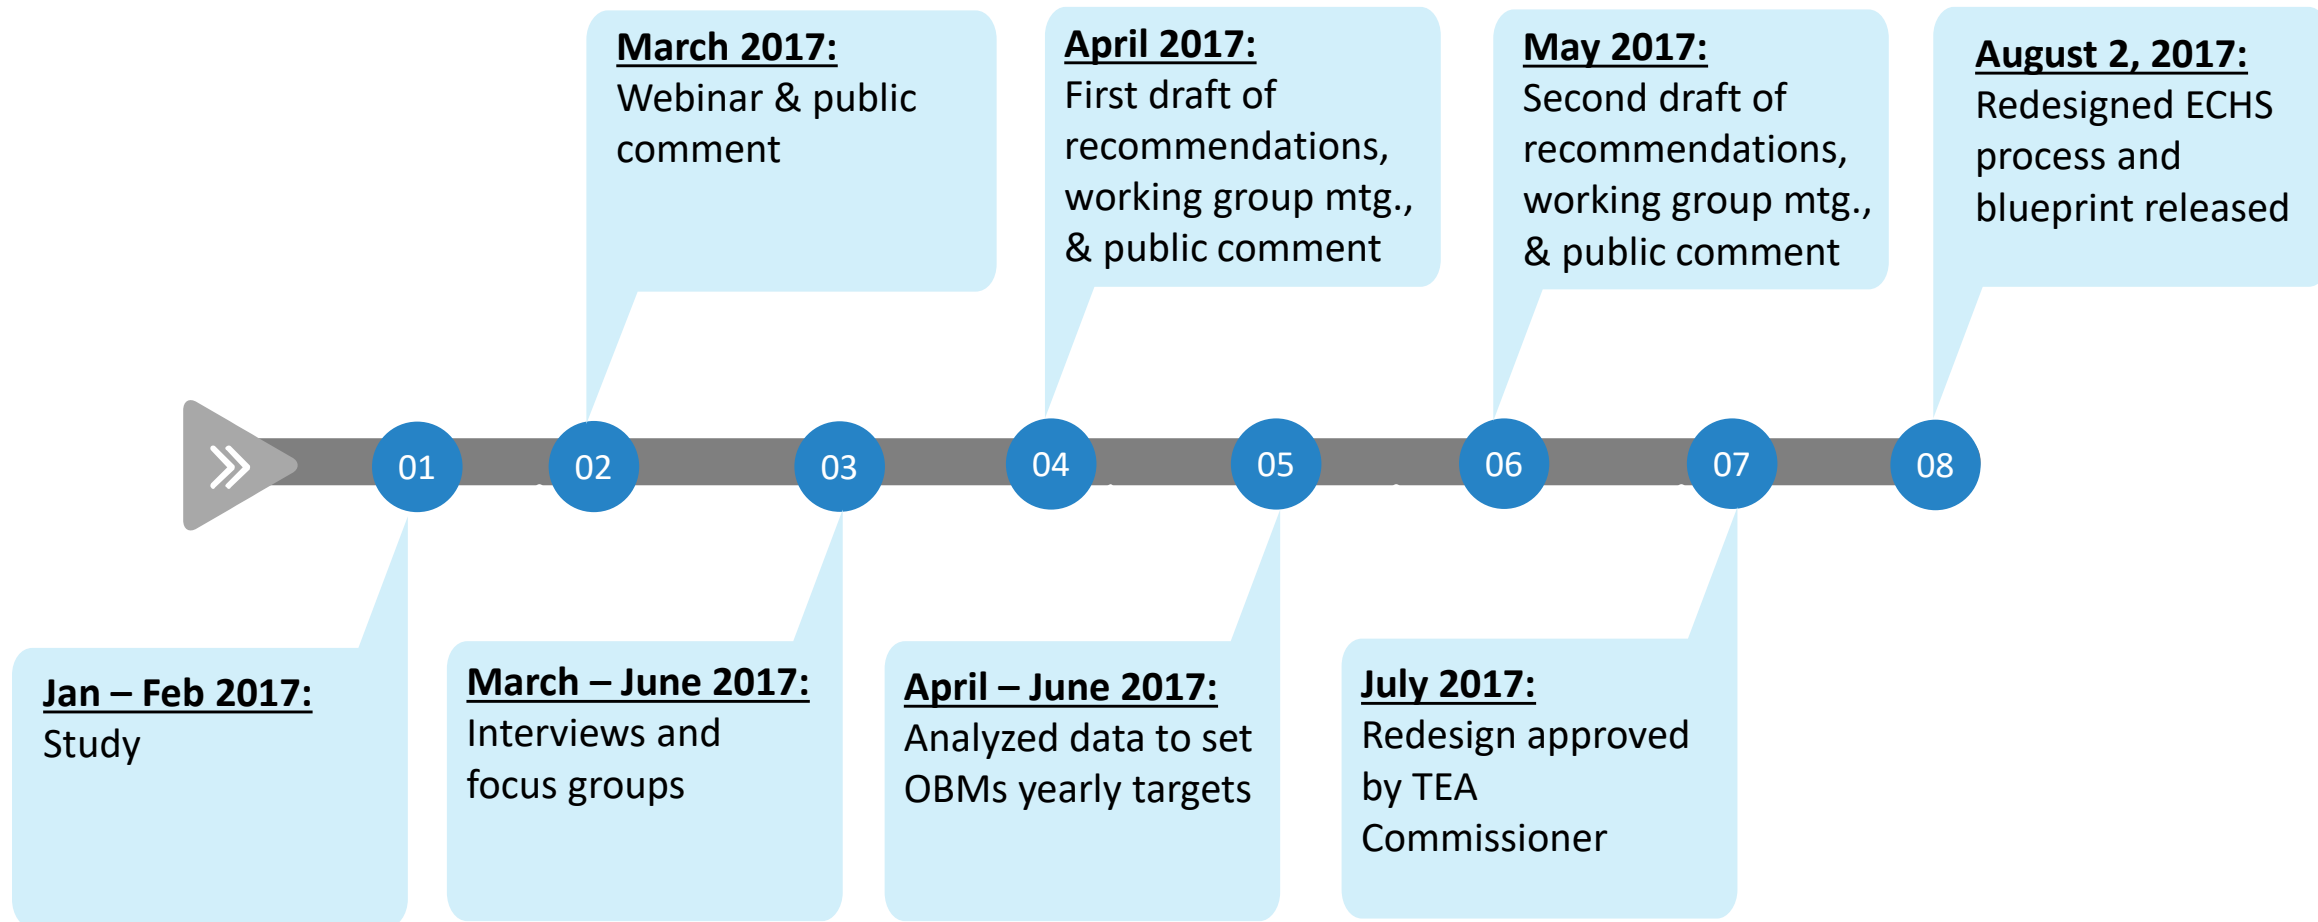 March 2017:
Webinar & public
comment
April 2017:
First draft of
recommendations,
working group mtg.,
& public comment
May 2017:
Second draft of
recommendations,
working group mtg.,
& public comment
August 2, 2017:
Redesigned ECHS
process and
blueprint released
01
02
03
04
05
06
07
08
Jan – Feb 2017:
Study
March – June 2017:
Interviews and
focus groups
April – June 2017:
Analyzed data to set
OBMs yearly targets
July 2017:
Redesign approved
by TEA
Commissioner